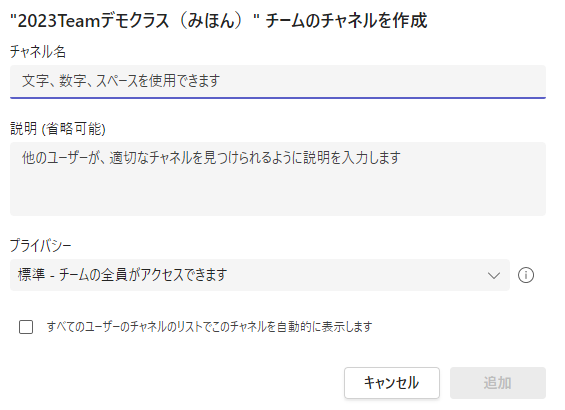 "2023Teamデモクラス（みほん）" チームのチャネルを作成
チャネル名
文字、数字、スペースを使用できます
説明 (省略可能)
他のユーザーが、適切なチャネルを見つけられるように説明を入力します
プライバシー
標準 - チームの全員がアクセスできます
すべてのユーザーのチャネルのリストでこのチャネルを自動的に表示します
キャンセル 追加